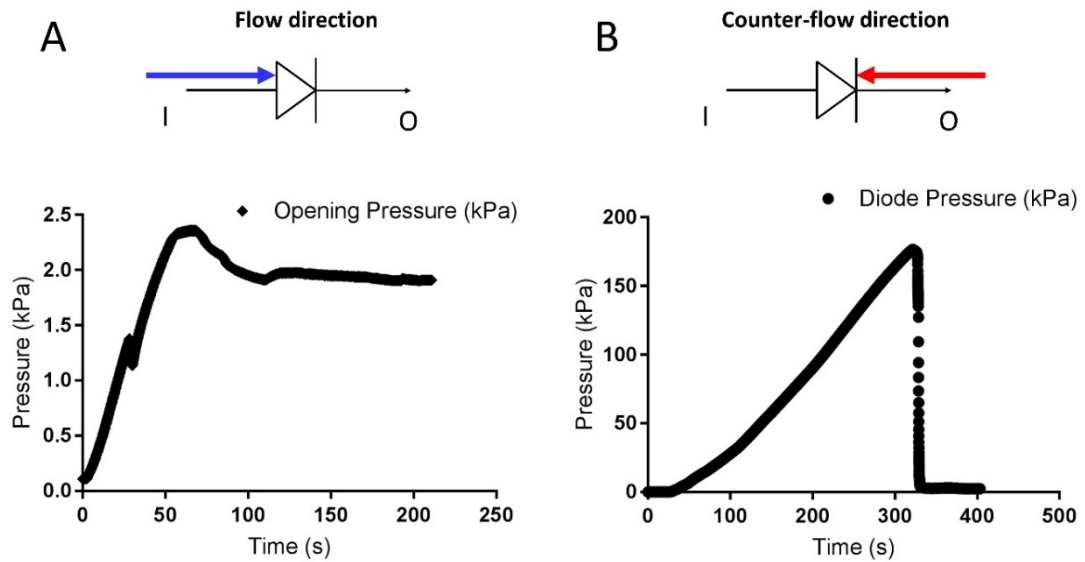 A
Flow direction
I
O
Opening Pressure (kPa)
Pressure (kPa)
2.5
2.0
1.5
1.0
0.5
0.0
0
50
100
150
200
250
Time (s)
B
Counter-flow direction
I
O
Diode Pressure (kPa)
Pressure (kPa)
200
150
100
50
0
0
100
200
300
400
500
Time (s)